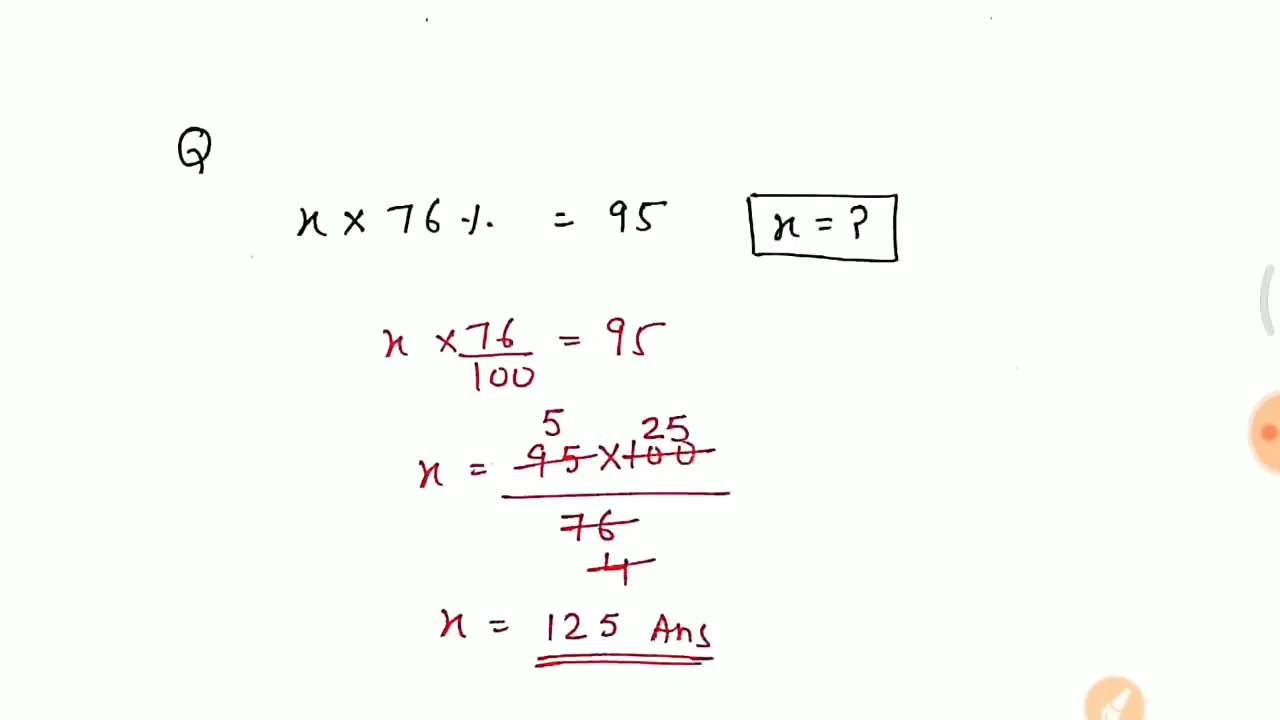 Q
x × 76 % = 95 x = ?
x × 76/100 = 95
5 25
x = 95 × 100
76
4
x = 125 Ans